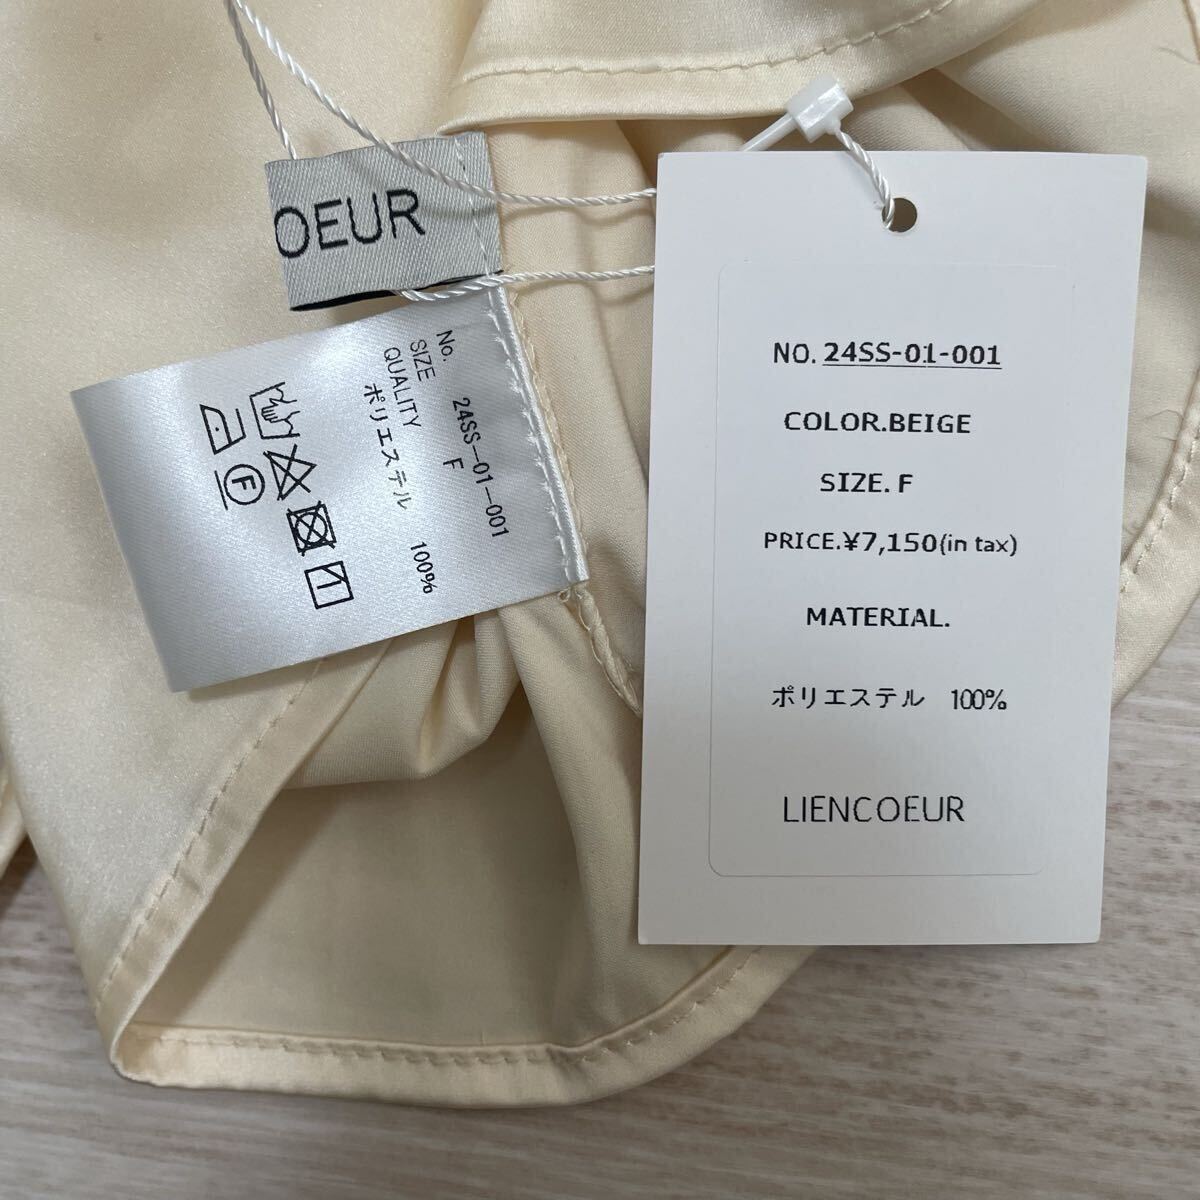 OEUR
No. 24SS-01-001
SIZE F
QUALITY
ポリエステル 100%
F
NO. 24SS-01-001
COLOR.BEIGE
SIZE. F
PRICE.¥7,150(in tax)
MATERIAL.
ポリエステル 100%
LIENCOEUR